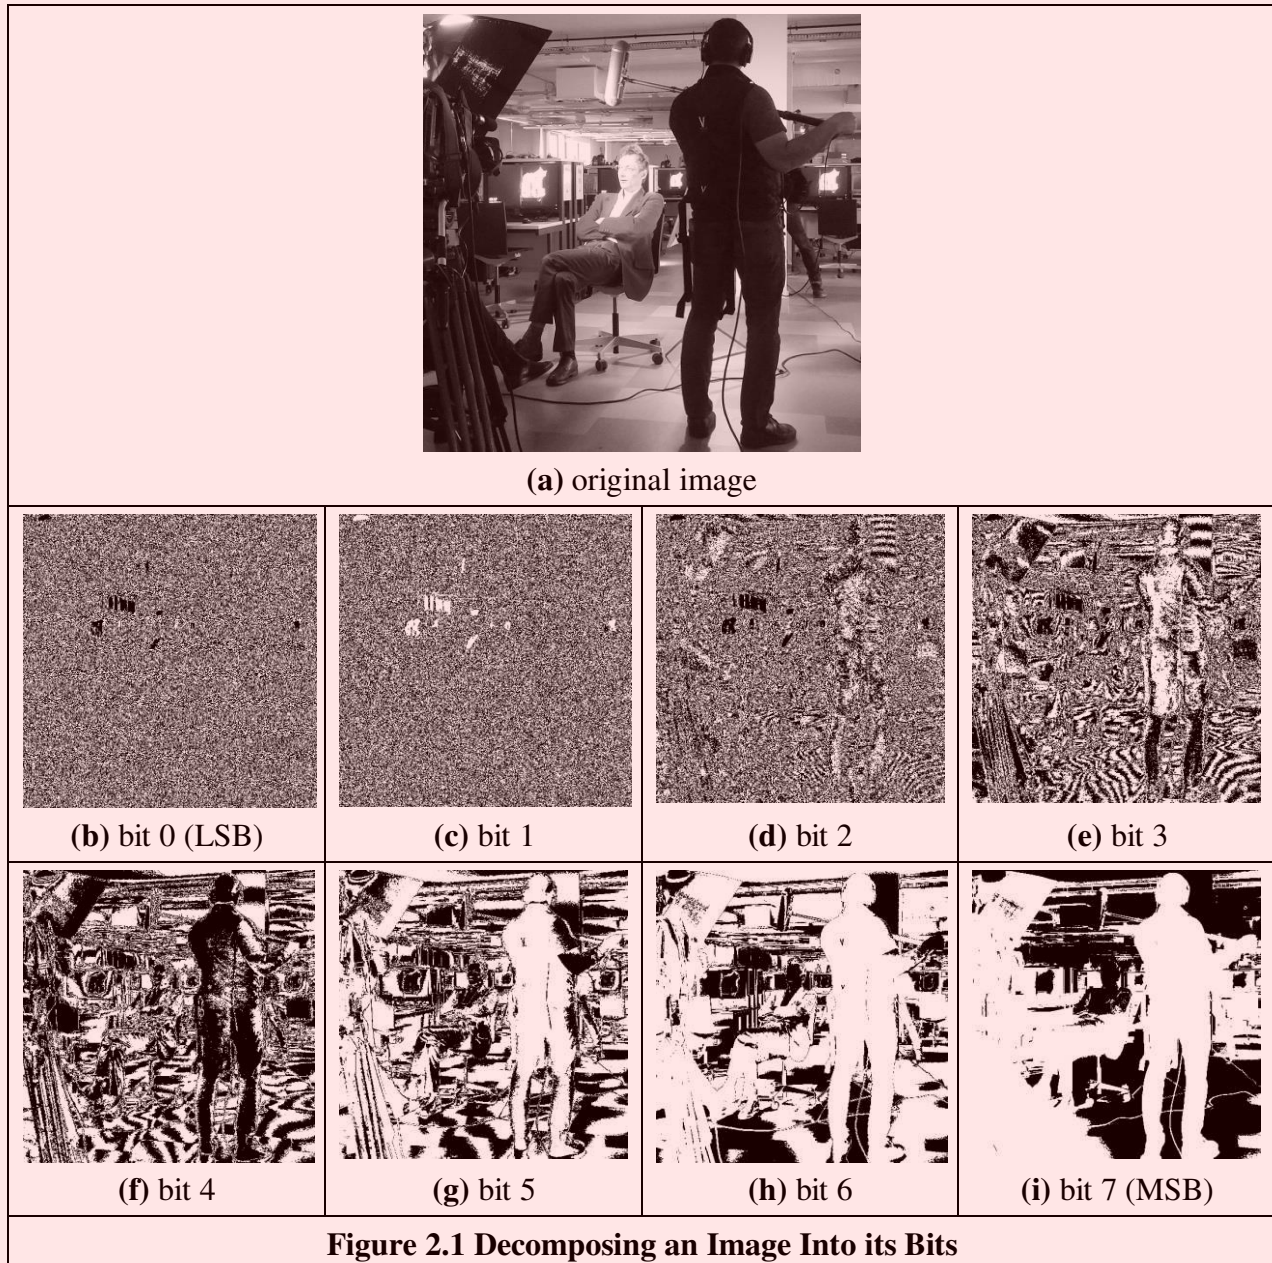 (a) original image
(b) bit 0 (LSB)
(c) bit 1
(d) bit 2
(e) bit 3
(f) bit 4
(g) bit 5
(h) bit 6
(i) bit 7 (MSB)
Figure 2.1 Decomposing an Image Into its Bits